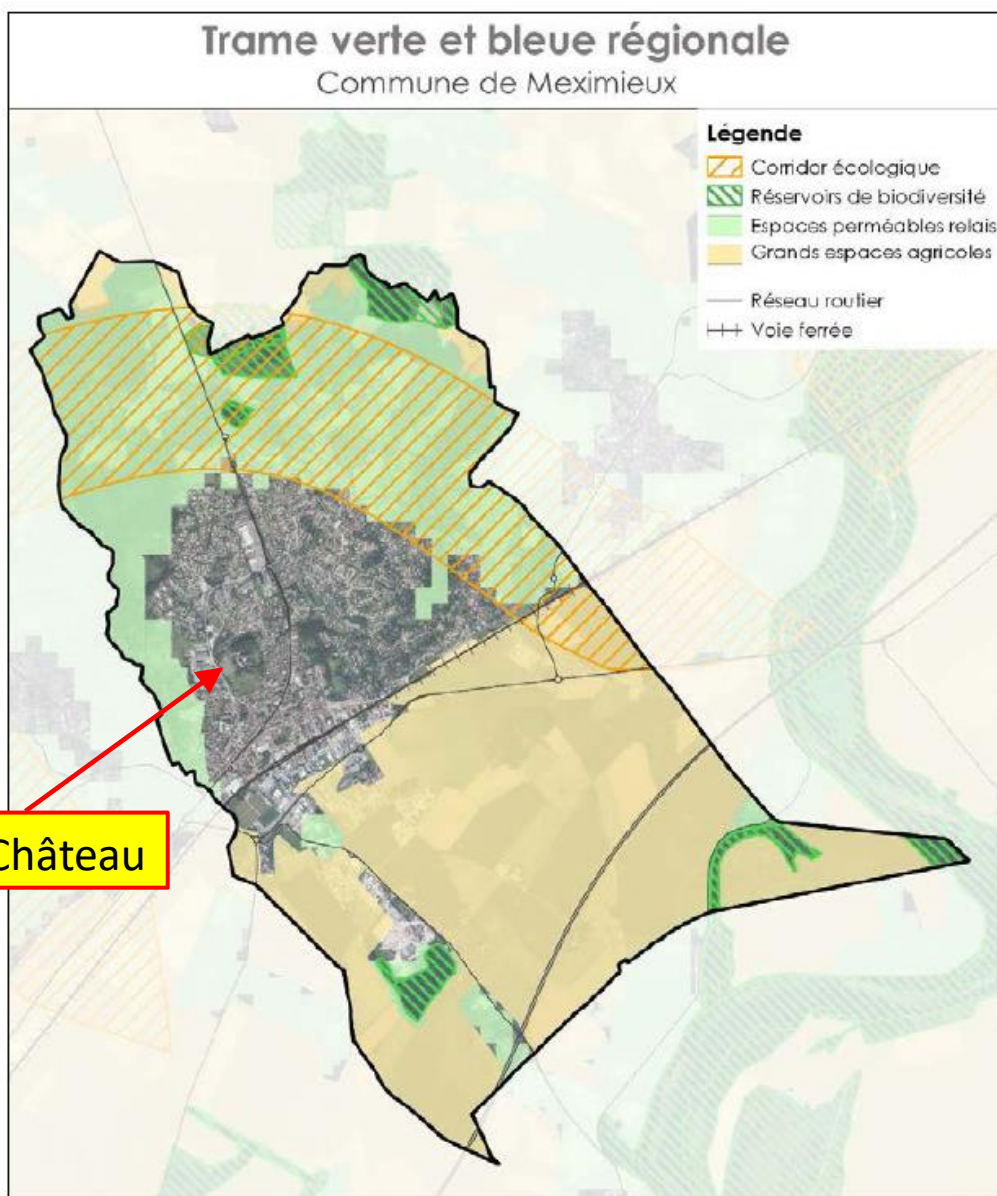 Trame verte et bleue régionale
Commune de Meximieux
Légende
Corridor écologique
Réservoirs de biodiversité
Espaces perméables relais
Grands espaces agricoles
Réseau routier
Voie ferrée
Château